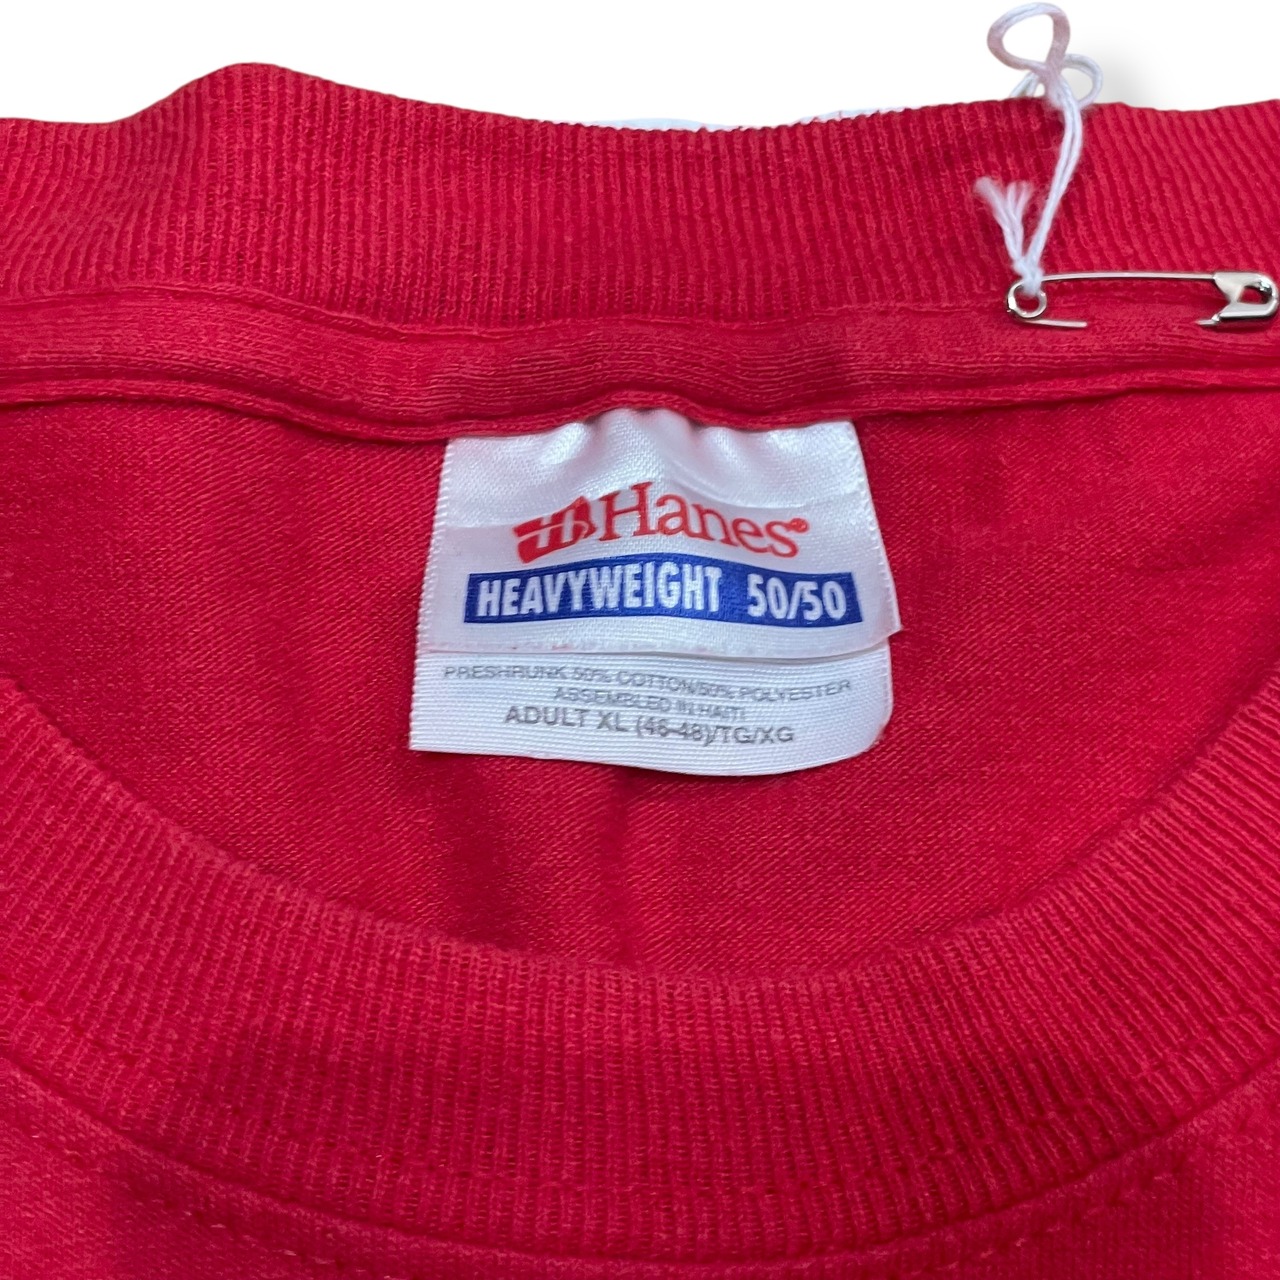 Hanes®
HEAVYWEIGHT 50/50
PRESHRUNK 50% COTTON/50% POLYESTER
ASSEMBLED IN HAITI
ADULT XL (46-48)/TG/XG